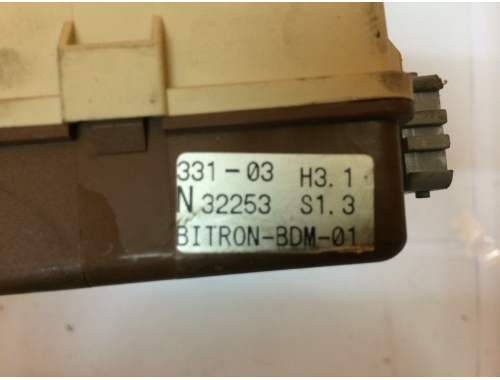 331-03 H3.1
N 32253 S1.3
BITRON-BDM-01